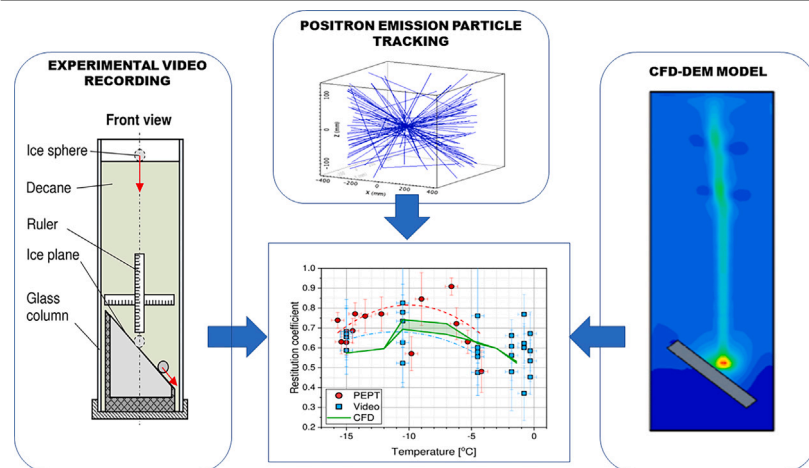 EXPERIMENTAL VIDEO
RECORDING
Front view
Ice sphere
Decane
Ruler
Ice plane
Glass
column
POSITRON EMISSION PARTICLE
TRACKING
100
0
-100
Z (mm)
-400
-200
0
200
400
X (mm)
CFD-DEM MODEL
Restitution coefficient
1.0
0.9
0.8
0.7
0.6
0.5
0.4
0.3
0.2
PEPT
Video
CFD
-15 -10 -5 0
Temperature [°C]